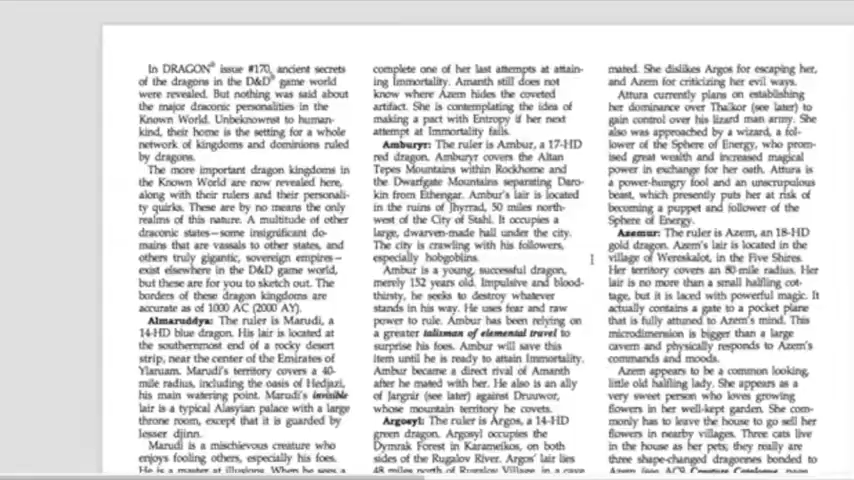 In DRAGON® issue #170, ancient secrets
of the dragons in the D&D® game world
were revealed. But nothing was said about
the major draconic personalities in the
Known World. Unbeknownst to human-
kind, their home is the setting for a whole
network of kingdoms and dominions ruled
by dragons.
The more important dragon kingdoms in
the Known World are now revealed here,
along with their rulers and their personali-
ty quirks. These are by no means the only
realms of this nature. A multitude of other
draconic states—some insignificant do-
mains that are vassals to other states, and
others truly gigantic, sovereign empires—
exist elsewhere in the D&D game world,
but these are for you to sketch out. The
borders of these dragon kingdoms are
accurate as of 1000 AC (2000 AY).
Almaruddya: The ruler is Marudi, a
14-HD blue dragon. His lair is located at
the southernmost end of a rocky desert
strip, near the center of the Emirates of
Ylaruam. Marudi's territory covers a 40-
mile radius, including the oasis of Hedjazi,
his main watering point. Marudi's invisible
lair is a typical Alasyian palace with a large
throne room, except that it is guarded by
lesser djinn.
Marudi is a mischievous creature who
enjoys fooling others, especially his foes.
He is a master at illusions. When he sees a
complete one of her last attempts at attain-
ing Immortality. Amanth still does not
know where Azem hides the coveted
artifact. She is contemplating the idea of
making a pact with Entropy if her next
attempt at Immortality fails.
Amburyr: The ruler is Ambur, a 17-HD
red dragon. Amburyr covers the Altan
Tepes Mountains within Rockhome and
the Dwarfgate Mountains separating Daro-
kin from Ethengar. Ambur's lair is located
in the ruins of Jhyrrad, 50 miles north-
west of the City of Stahl. It occupies a
large, dwarven-made hall under the city.
The city is crawling with his followers,
especially hobgoblins.
Ambur is a young, successful dragon,
merely 152 years old. Impulsive and blood-
thirsty, he seeks to destroy whatever
stands in his way. He uses fear and raw
power to rule. Ambur has been relying on
a greater talisman of elemental travel to
surprise his foes. Ambur will save this
item until he is ready to attain Immortality.
Ambur became a direct rival of Amanth
after he mated with her. He also is an ally
of Jargnir (see later) against Druuwor,
whose mountain territory he covets.
Argosyl: The ruler is Argos, a 14-HD
green dragon. Argosyl occupies the
Dymrak Forest in Karameikos, on both
sides of the Rugalov River. Argos' lair lies
48 miles north of Rugalov Village in a cave
mated. She dislikes Argos for escaping her,
and Azem for criticizing her evil ways.
Attura currently plans on establishing
her dominance over Thalkor (see later) to
gain control over his lizard man army. She
also was approached by a wizard, a fol-
lower of the Sphere of Energy, who prom-
ised great wealth and increased magical
power in exchange for her oath. Attura is
a power-hungry fool and an unscrupulous
beast, which presently puts her at risk of
becoming a puppet and follower of the
Sphere of Energy.
Azemur: The ruler is Azem, an 18-HD
gold dragon. Azem's lair is located in the
village of Wereskalot, in the Five Shires.
Her territory covers an 80-mile radius. Her
lair is no more than a small halfling cot-
tage, but it is laced with powerful magic. It
actually contains a gate to a pocket plane
that is fully attuned to Azem's mind. This
microdimension is bigger than a large
cavern and physically responds to Azem's
commands and moods.
Azem appears to be a common looking,
little old halfling lady. She appears as a
very sweet person who loves growing
flowers in her well-kept garden. She com-
monly has to leave the house to go sell her
flowers in nearby villages. Three cats live
in the house as her pets; they really are
three shape-changed dragonnes bonded to
Azem (see AC9 Creature Catalogue, page